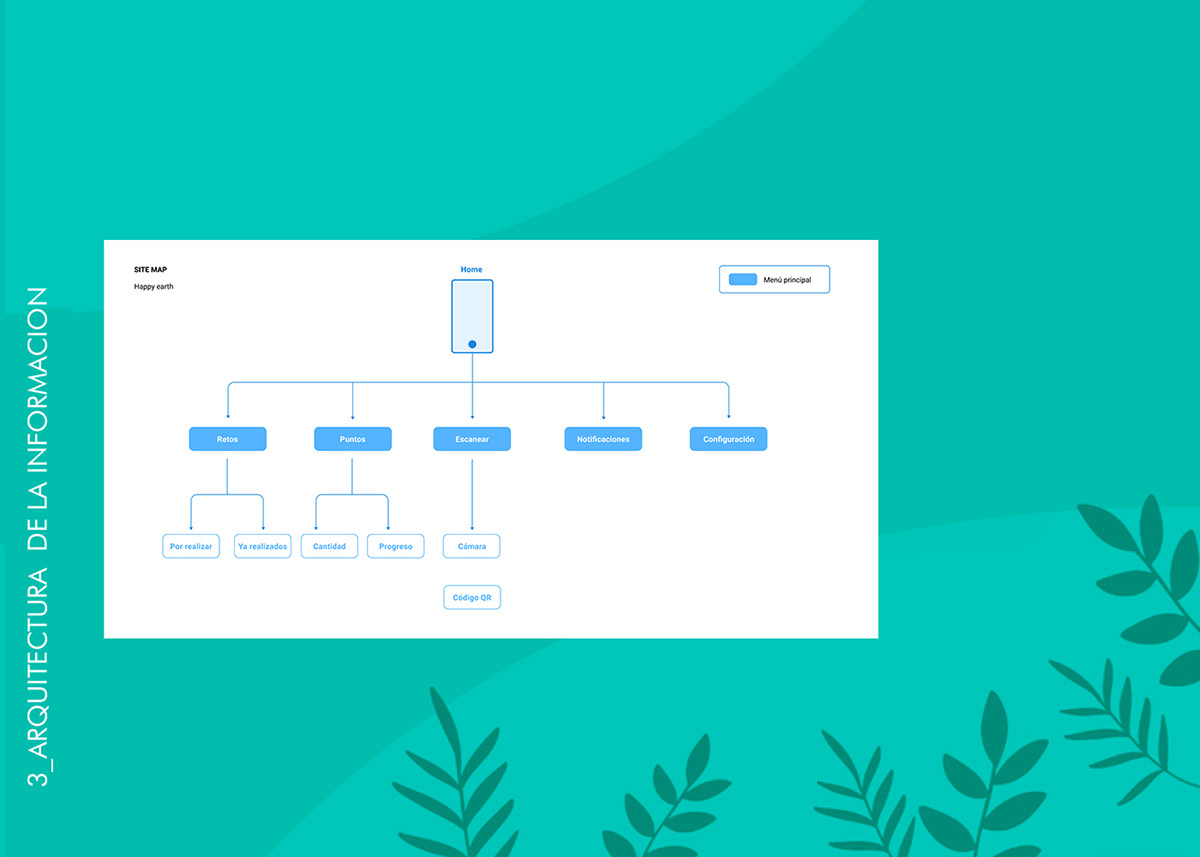 3_ARQUITECTURA DE LA INFORMACION
SITE MAP
Happy earth
Home
Menú principal
Retos
Puntos
Escanear
Notificaciones
Configuración
Por realizar
Ya realizados
Cantidad
Progreso
Cámara
Código QR